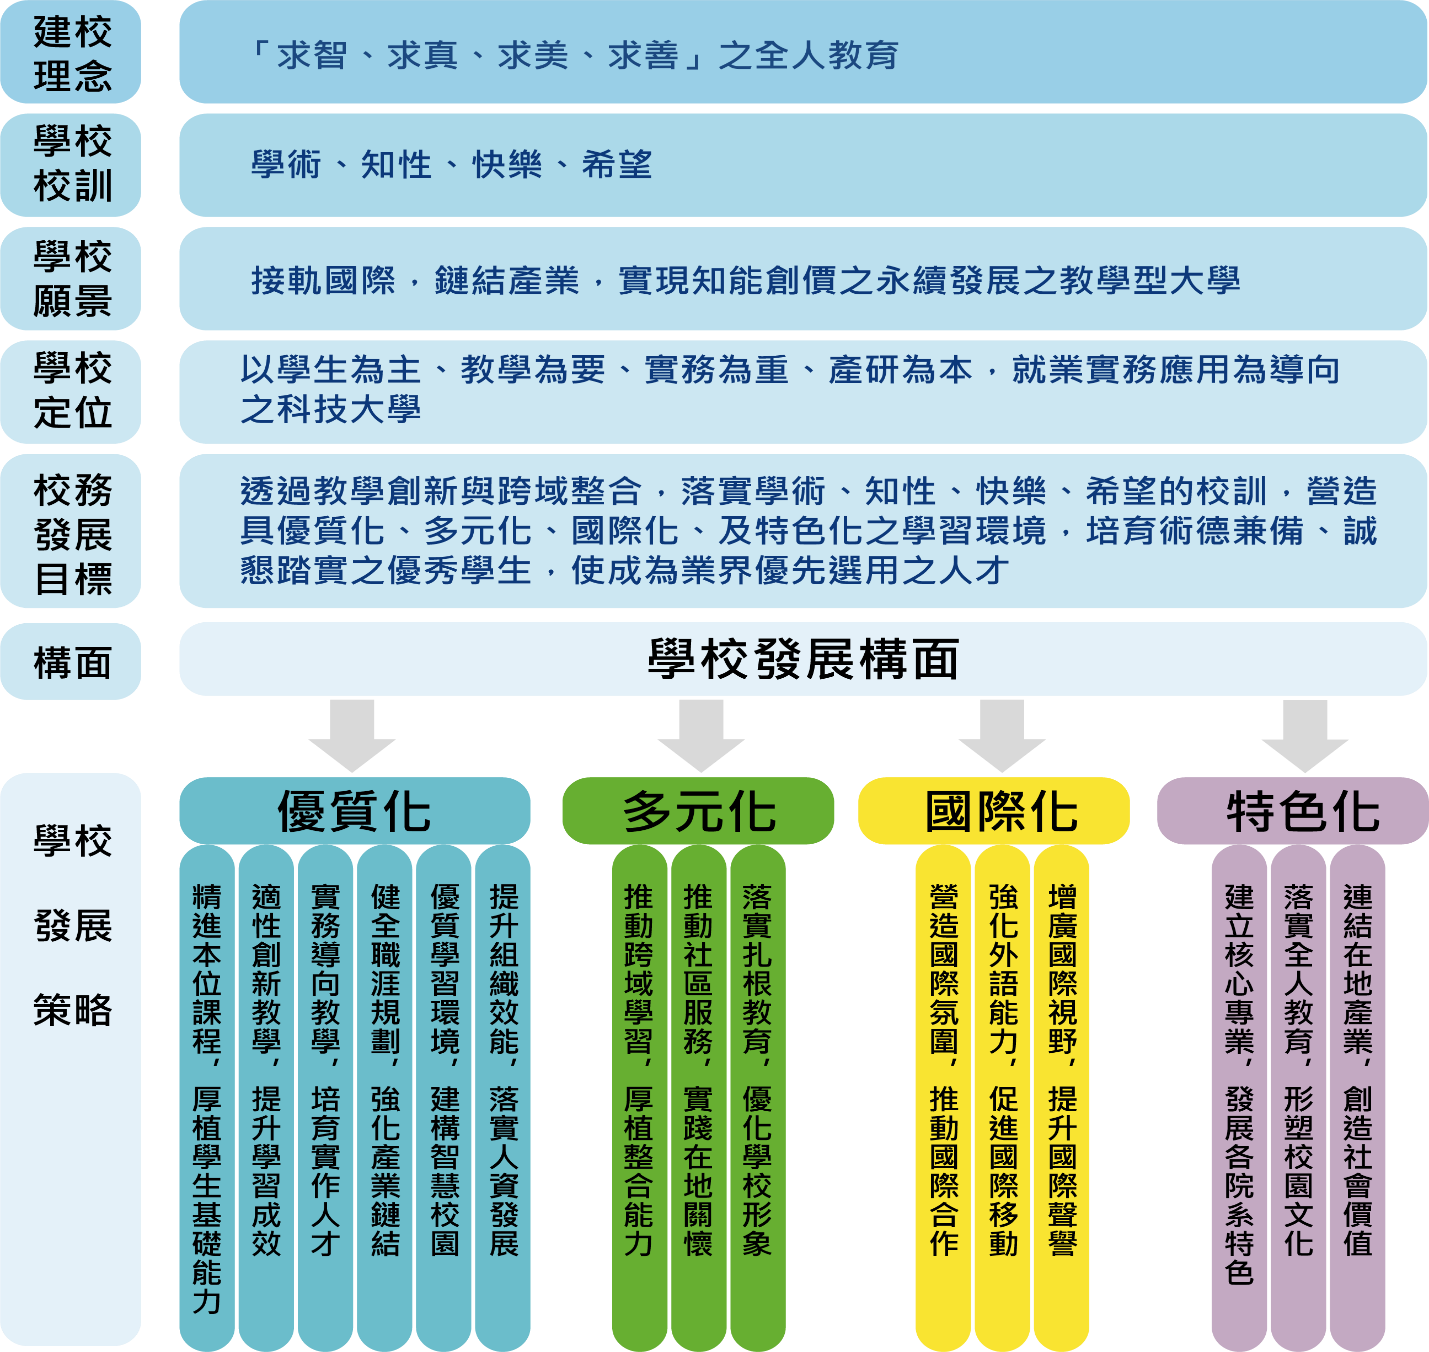 建校
理念
「求智、求真、求美、求善」之全人教育
學校
校訓
學術、知性、快樂、希望
學校
願景
接軌國際，鏈結產業，實現知能創價之永續發展之教學型大學
學校
定位
以學生為主、教學為要、實務為重、產研為本，就業實務應用為導向
之科技大學
校務
發展
目標
透過教學創新與跨域整合，落實學術、知性、快樂、希望的校訓，營造
具優質化、多元化、國際化、及特色化之學習環境，培育術德兼備、誠
懇踏實之優秀學生，使成為業界優先選用之人才
構面
學校發展構面
學校
發展
策略
優質化
精進本位課程，厚植學生基礎能力
適性創新教學，提升學習成效
實務導向教學，培育實作人才
健全職涯規劃，強化產業鏈結
優質學習環境，建構智慧校園
提升組織效能，落實人資發展
多元化
推動跨域學習，厚植整合能力
推動社區服務，實踐在地關懷
落實扎根教育，優化學校形象
國際化
營造國際氛圍，推動國際合作
強化外語能力，促進國際移動
增廣國際視野，提升國際聲譽
特色化
建立核心專業，發展各院系特色
落實全人教育，形塑校園文化
連結在地產業，創造社會價值